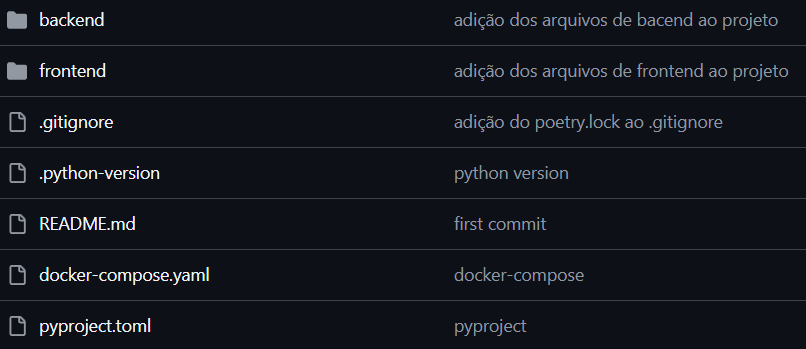 backend adição dos arquivos de bacend ao projeto
frontend adição dos arquivos de frontend ao projeto
.gitignore adição do poetry.lock ao .gitignore
.python-version python version
README.md first commit
docker-compose.yaml docker-compose
pyproject.toml pyproject